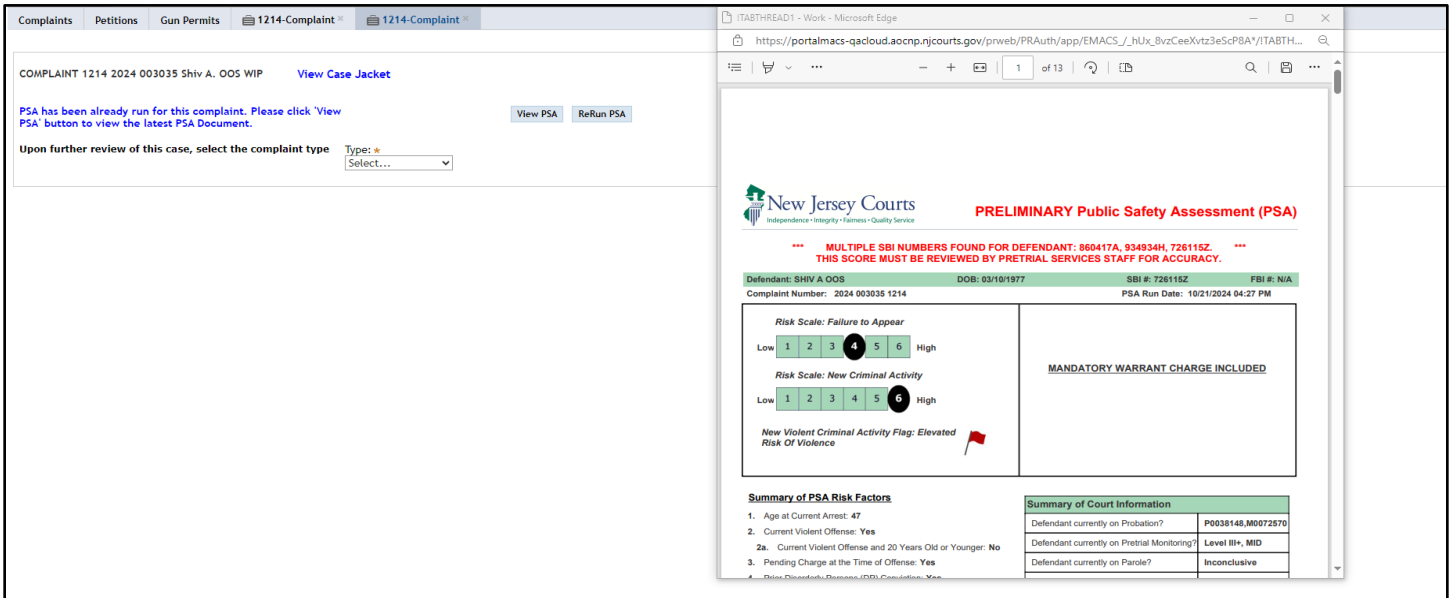 Complaints Petitions Gun Permits 1214-Complaint × 1214-Complaint ×
COMPLAINT 1214 2024 003035 Shiv A. OOS WIP View Case Jacket
PSA has been already run for this complaint. Please click 'View
PSA' button to view the latest PSA Document.
View PSA ReRun PSA
Upon further review of this case, select the complaint type
Type: *
Select...
ITABTHREAD1 - Work - Microsoft Edge
https://portalmacs-qacloud.aocnp.njcourts.gov/prweb/PRAuth/app/EMACS_/_hUx_8vzCeeXvtz3eScP8A*/!TABTH...
1 of 13
New Jersey Courts
Independence • Integrity • Fairness • Quality Service
PRELIMINARY Public Safety Assessment (PSA)
*** MULTIPLE SBI NUMBERS FOUND FOR DEFENDANT: 860417A, 934934H, 726115Z. ***
THIS SCORE MUST BE REVIEWED BY PRETRIAL SERVICES STAFF FOR ACCURACY.
Defendant: SHIV A OOS DOB: 03/10/1977 SBI #: 726115Z FBI #: N/A
Complaint Number: 2024 003035 1214 PSA Run Date: 10/21/2024 04:27 PM
Risk Scale: Failure to Appear
Low 1 2 3 4 5 6 High
Risk Scale: New Criminal Activity
Low 1 2 3 4 5 6 High
New Violent Criminal Activity Flag: Elevated
Risk Of Violence
MANDATORY WARRANT CHARGE INCLUDED
Summary of PSA Risk Factors
1. Age at Current Arrest: 47
2. Current Violent Offense: Yes
2a. Current Violent Offense and 20 Years Old or Younger: No
3. Pending Charge at the Time of Offense: Yes
4. Prior Disorderly Persons (DP) Conviction: Yes
Summary of Court Information
Defendant currently on Probation? P0038148,M0072570
Defendant currently on Pretrial Monitoring? Level III+, MID
Defendant currently on Parole? Inconclusive